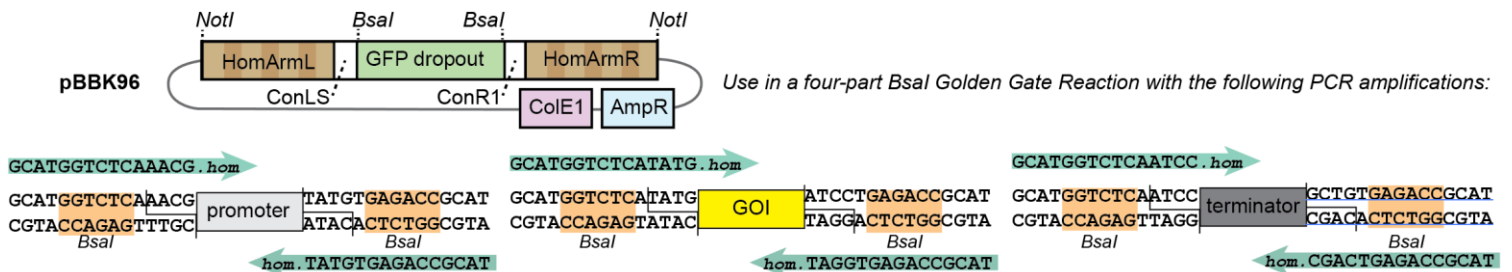 NotI BsaI BsaI NotI
HomArmL GFP dropout HomArmR
pBBK96
Use in a four-part BsaI Golden Gate Reaction with the following PCR amplifications:
ConLS ConR1
ColE1 AmpR
GCATGGTCTCAAACG.hom
GCATGGTCTCAAACG promoter TATGTGAGACCGCAT
CGTACCAGAGTTTGC ATACACTCTGGCGTA
BsaI BsaI
hom.TATGTGAGACCGCAT
GCATGGTCTCATATG.hom
GCATGGTCTCATATG GOI ATCCTGAGACCGCAT
CGTACCAGAGTATAC TAGGACTCTGGCGTA
BsaI BsaI
hom.TAGGTGAGACCGCAT
GCATGGTCTCAATCC.hom
GCATGGTCTCAATCC terminator GCTGTGAGACCGCAT
CGTACCAGAGTTAGG CGACACTCTGGCGTA
BsaI BsaI
hom.CGACTGAGACCGCAT